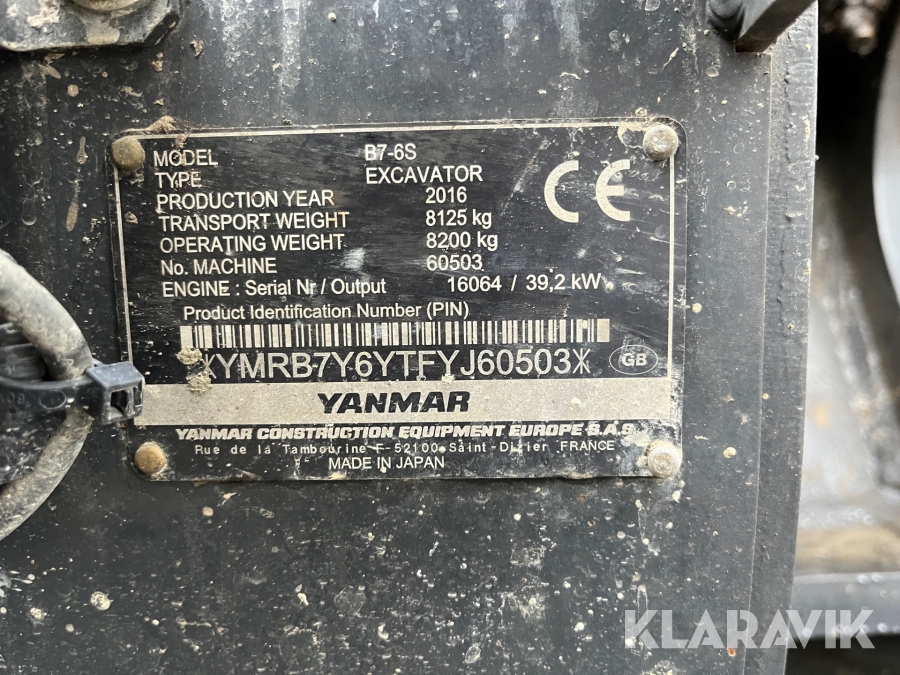 MODEL B7-6S
TYPE EXCAVATOR
PRODUCTION YEAR 2016
TRANSPORT WEIGHT 8125 kg
OPERATING WEIGHT 8200 kg
No. MACHINE 60503
ENGINE : Serial Nr / Output 16064 / 39,2 kW
CE
Product Identification Number (PIN)
YMRB7Y6YTFYJ60503
GB
YANMAR
YANMAR CONSTRUCTION EQUIPMENT EUROPE S.A.S
Rue de la Tambourine F-52100 Saint-Dizier FRANCE
MADE IN JAPAN
KLARAVIK